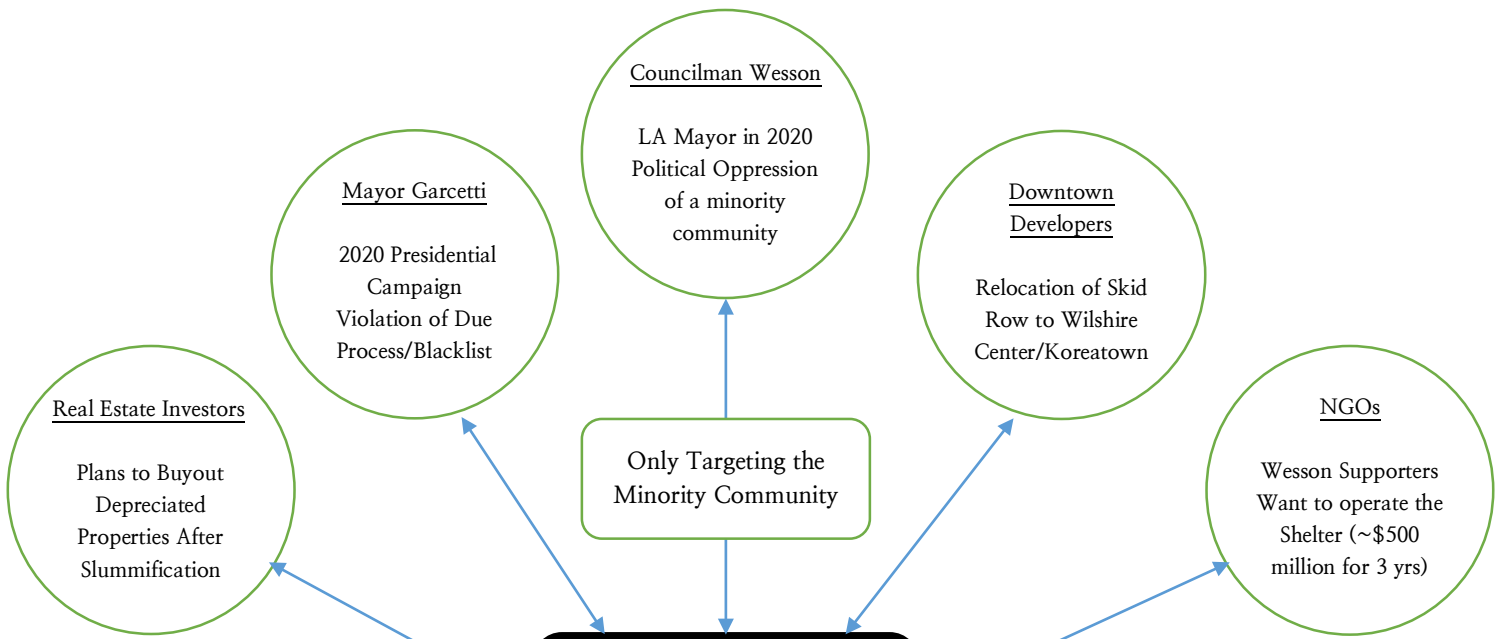 Councilman Wesson
LA Mayor in 2020
Political Oppression
of a minority
community
Mayor Garcetti
2020 Presidential
Campaign
Violation of Due
Process/Blacklist
Downtown
Developers
Relocation of Skid
Row to Wilshire
Center/Koreatown
Real Estate Investors
Plans to Buyout
Depreciated
Properties After
Slummification
Only Targeting the
Minority Community
NGOs
Wesson Supporters
Want to operate the
Shelter (~$500
million for 3 yrs)